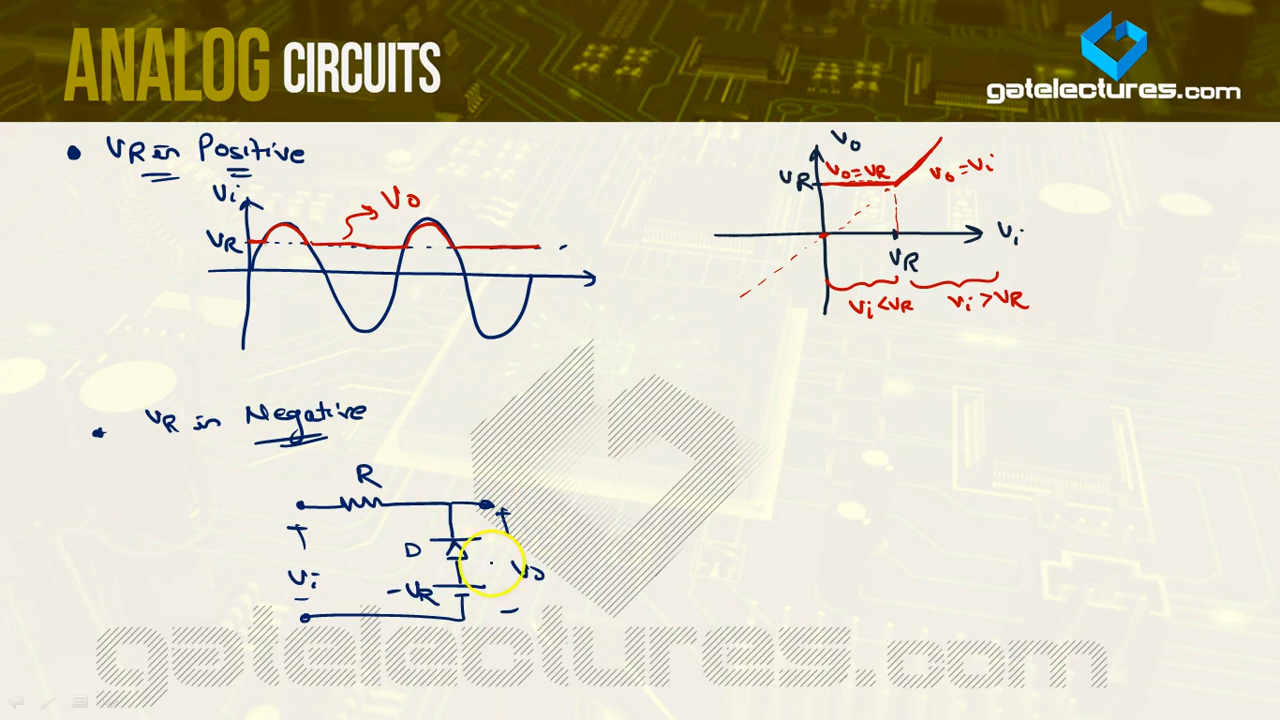 ANALOG CIRCUITS
gatelectures.com
VR in Positive
Vi
VR
Vo
Vo
VR
Vo=VR
Vo=Vi
Vi
VR
Vi<VR
Vi>VR
VR in Negative
R
+
+
D
Vi
Vo
-VR
-
-
gatelectures.com